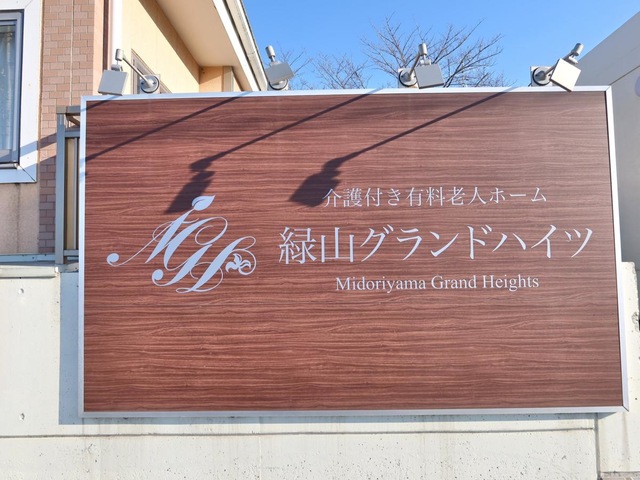 介護付き有料老人ホーム
緑山グランドハイツ
Midoriyama Grand Heights
MGH